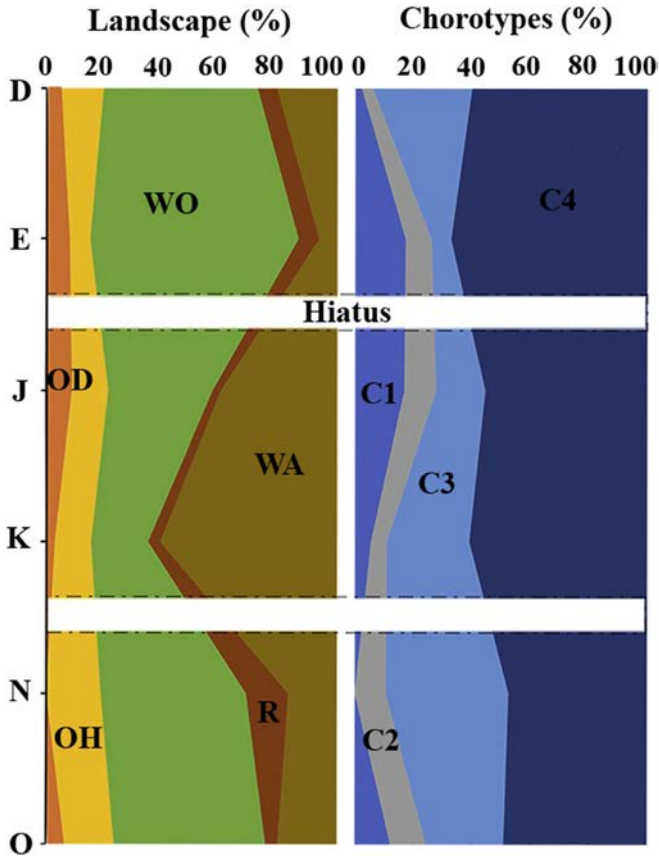 Landscape (%) Chorotypes (%)
0 20 40 60 80 100 0 20 40 60 80 100
D
WO C4
E
Hiatus
OD
J C1
WA C3
K
N
R
OH C2
O